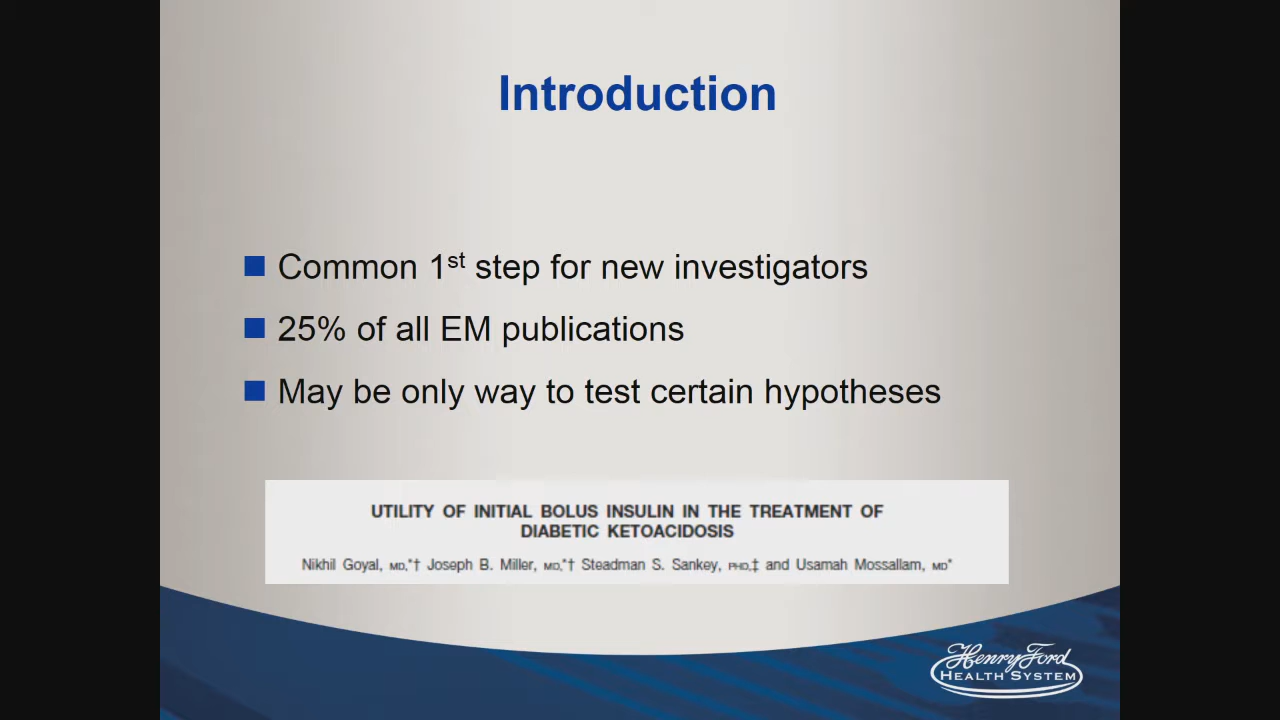 Introduction
Common 1st step for new investigators
25% of all EM publications
May be only way to test certain hypotheses
UTILITY OF INITIAL BOLUS INSULIN IN THE TREATMENT OF
DIABETIC KETOACIDOSIS
Nikhil Goyal, MD,*† Joseph B. Miller, MD,*† Steadman S. Sankey, PHD,‡ and Usamah Mossallam, MD*
Henry Ford
HEALTH SYSTEM